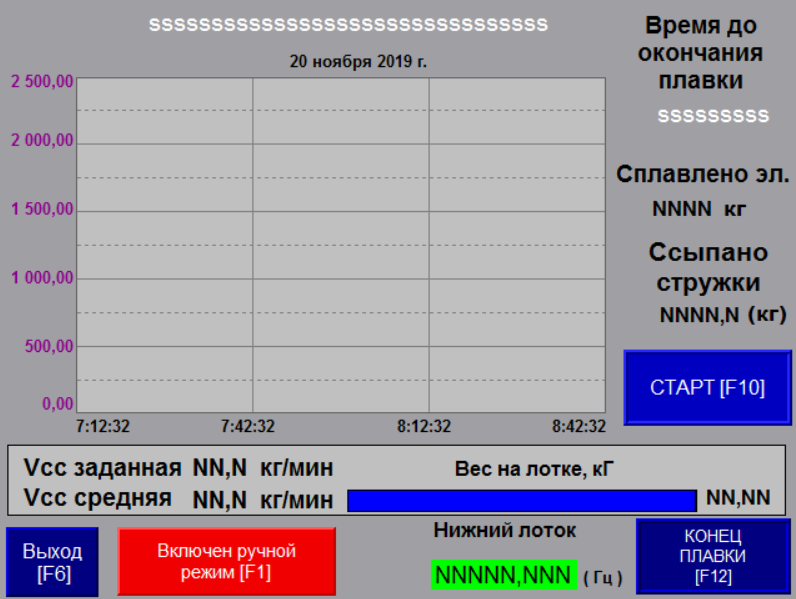 SSSSSSSSSSSSSSSSSSSSSSSSSSSSSSSS
Время до
окончания
плавки
SSSSSSSSS
20 ноября 2019 г.
2 500,00
2 000,00
1 500,00
1 000,00
500,00
0,00
7:12:32 7:42:32 8:12:32 8:42:32
Сплавлено эл.
NNNN кг
Ссыпано
стружки
NNNN,N (кг)
СТАРТ [F10]
Vcc заданная NN,N кг/мин
Vcc средняя NN,N кг/мин
Вес на лотке, кГ
NN,NN
Выход
[F6]
Включен ручной
режим [F1]
Нижний лоток
NNNNN,NNN (Гц)
КОНЕЦ
ПЛАВКИ
[F12]